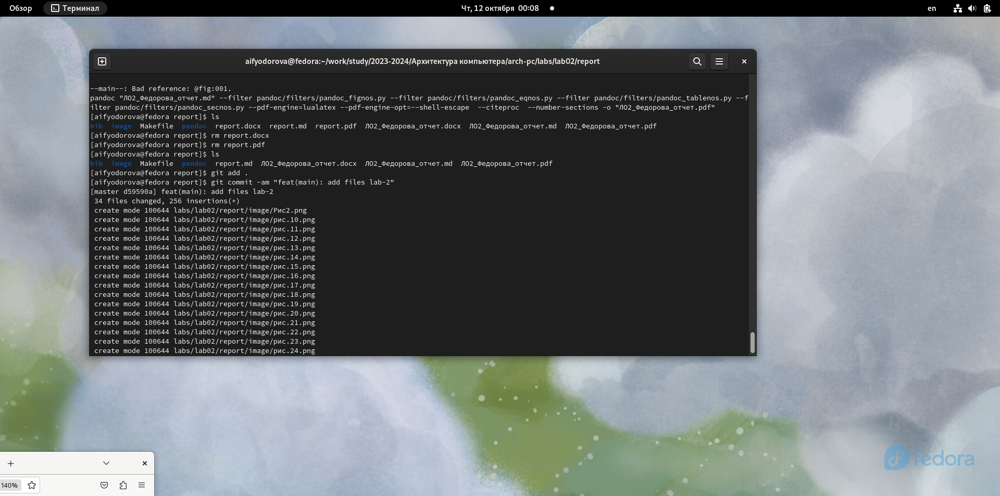 Обзор Терминал Чт, 12 октября 00:08 en
aifyodorova@fedora:~/work/study/2023-2024/Архитектура компьютера/arch-pc/labs/lab02/report
--main--: Bad reference: @fig:001.
pandoc "ЛО2_Федорова_отчет.md" --filter pandoc/filters/pandoc_fignos.py --filter pandoc/filters/pandoc_eqnos.py --filter pandoc/filters/pandoc_tablenos.py --f
ilter pandoc/filters/pandoc_secnos.py --pdf-engine=lualatex --pdf-engine-opt=--shell-escape  --citeproc  --number-sections -o "ЛО2_Федорова_отчет.pdf"
[aifyodorova@fedora report]$ ls
bib  image  Makefile  pandoc  report.docx  report.md  report.pdf  ЛО2_Федорова_отчет.docx  ЛО2_Федорова_отчет.md  ЛО2_Федорова_отчет.pdf
[aifyodorova@fedora report]$ rm report.docx
[aifyodorova@fedora report]$ rm report.pdf
[aifyodorova@fedora report]$ ls
bib  image  Makefile  pandoc  report.md  ЛО2_Федорова_отчет.docx  ЛО2_Федорова_отчет.md  ЛО2_Федорова_отчет.pdf
[aifyodorova@fedora report]$ git add .
[aifyodorova@fedora report]$ git commit -am "feat(main): add files lab-2"
[master d59590a] feat(main): add files lab-2
 34 files changed, 256 insertions(+)
 create mode 100644 labs/lab02/report/image/Рис2.png
 create mode 100644 labs/lab02/report/image/рис.10.png
 create mode 100644 labs/lab02/report/image/рис.11.png
 create mode 100644 labs/lab02/report/image/рис.12.png
 create mode 100644 labs/lab02/report/image/рис.13.png
 create mode 100644 labs/lab02/report/image/рис.14.png
 create mode 100644 labs/lab02/report/image/рис.15.png
 create mode 100644 labs/lab02/report/image/рис.16.png
 create mode 100644 labs/lab02/report/image/рис.17.png
 create mode 100644 labs/lab02/report/image/рис.18.png
 create mode 100644 labs/lab02/report/image/рис.19.png
 create mode 100644 labs/lab02/report/image/рис.20.png
 create mode 100644 labs/lab02/report/image/рис.21.png
 create mode 100644 labs/lab02/report/image/рис.22.png
 create mode 100644 labs/lab02/report/image/рис.23.png
 create mode 100644 labs/lab02/report/image/рис.24.png
fedora
140%